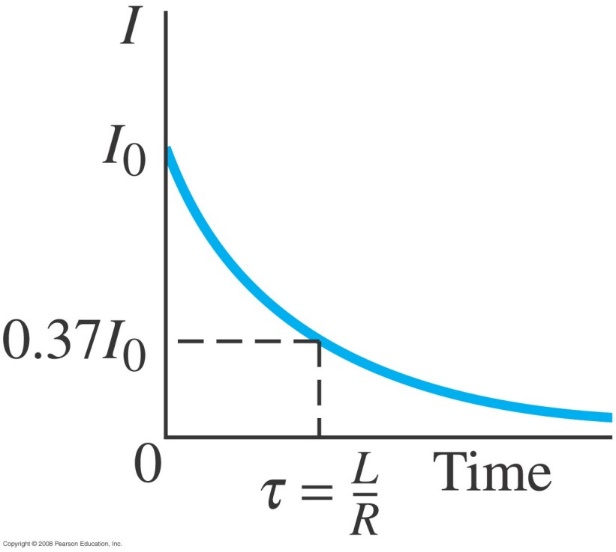 I
I₀
0.37I₀
0
τ = L/R
Time
Copyright © 2008 Pearson Education, Inc.